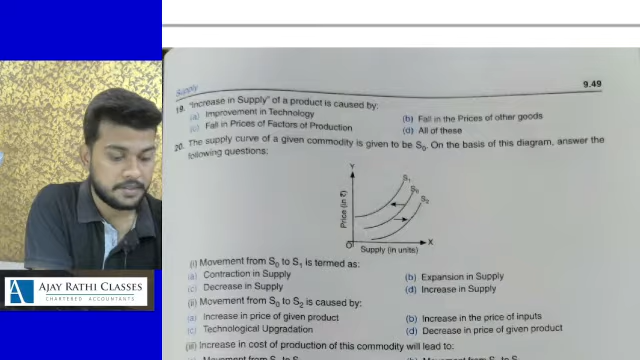 Supply
9.49
19. "Increase in Supply" of a product is caused by:
(a) Improvement in Technology
(b) Fall in the Prices of other goods
(c) Fall in Prices of Factors of Production
(d) All of these
20. The supply curve of a given commodity is given to be S0. On the basis of this diagram, answer the
following questions:
Y
S1
S0
S2
Price (in ₹)
O
X
Supply (in units)
(i) Movement from S0 to S1 is termed as:
(a) Contraction in Supply
(b) Expansion in Supply
(c) Decrease in Supply
(d) Increase in Supply
(ii) Movement from S0 to S2 is caused by:
(a) Increase in price of given product
(b) Increase in the price of inputs
(c) Technological Upgradation
(d) Decrease in price of given product
(iii) Increase in cost of production of this commodity will lead to:
A
AJAY RATHI CLASSES
CHARTERED ACCOUNTANTS